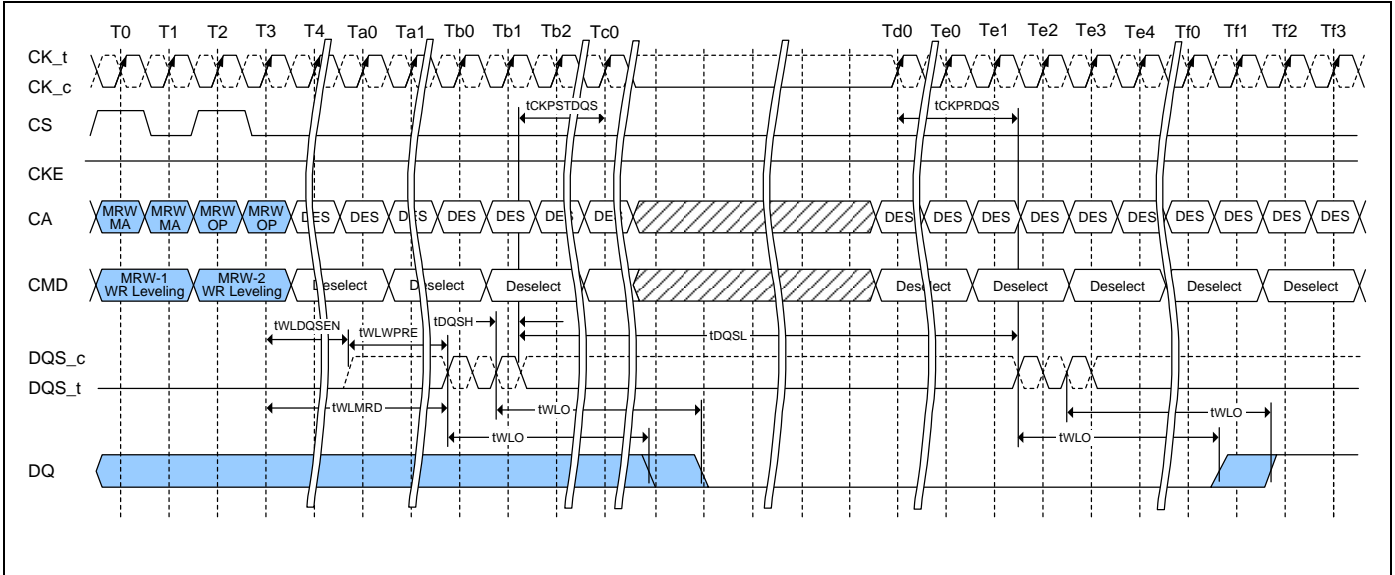 T0 T1 T2 T3 T4 Ta0 Ta1 Tb0 Tb1 Tb2 Tc0 Td0 Te0 Te1 Te2 Te3 Te4 Tf0 Tf1 Tf2 Tf3
CK_t
CK_c
tCKPSTDQS tCKPRDQS
CS
CKE
CA
MRW MA
MRW MA
MRW OP
MRW OP
DES DES DES DES DES DES DES DES DES DES DES DES DES DES DES DES DES
CMD
MRW-1
WR Leveling
MRW-2
WR Leveling
Deselect Deselect Deselect Deselect Deselect Deselect Deselect Deselect
tWLDQSEN tWLWPRE tDQSH tDQSL
DQS_c
DQS_t
tWLMRD tWLO tWLO
tWLO tWLO
DQ